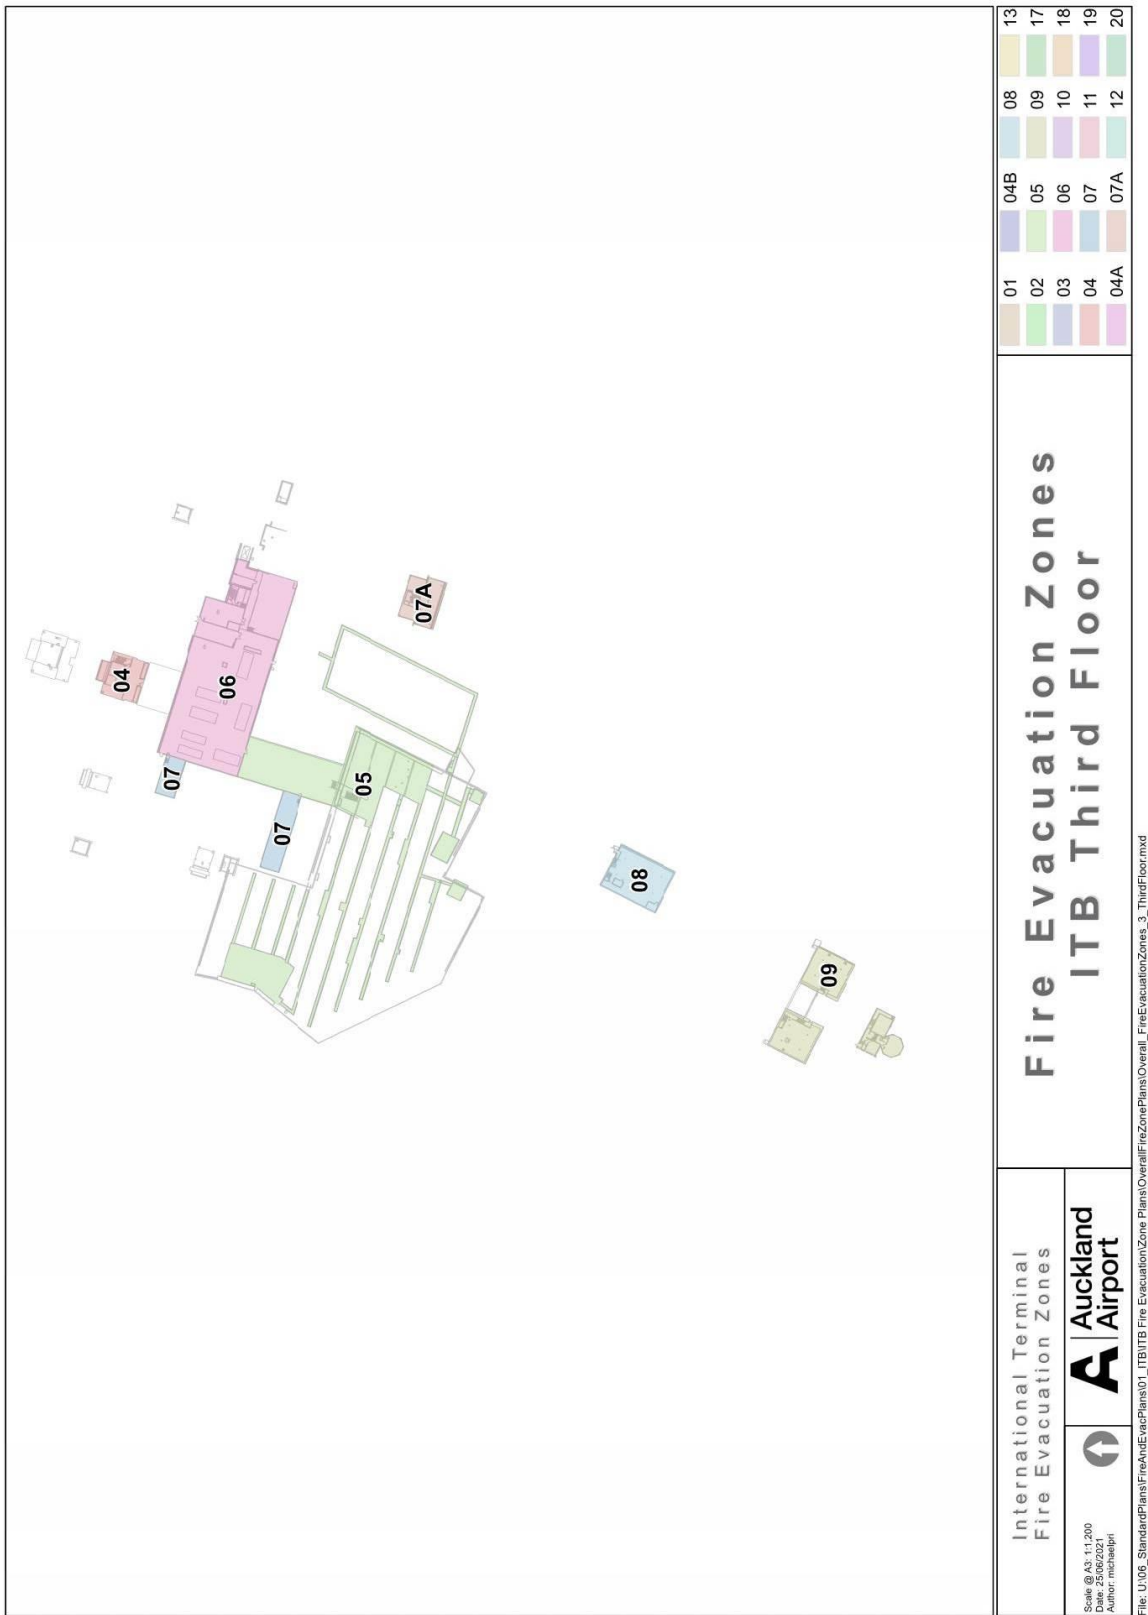 04
06
07
07
05
07A
08
09
International Terminal
Fire Evacuation Zones
Scale @ A3: 1:1,200
Date: 25/06/2021
Author: michaelpri
A
Auckland
Airport
Fire Evacuation Zones
ITB Third Floor
01 04B 08 13
02 05 09 17
03 06 10 18
04 07 11 19
04A 07A 12 20
File: U:\06_StandardPlans\FireAndEvacPlans\01_ITB\ITB Fire Evacuation\Zone Plans\OverallFireZonePlans\Overall_FireEvacuationZones_3_ThirdFloor.mxd